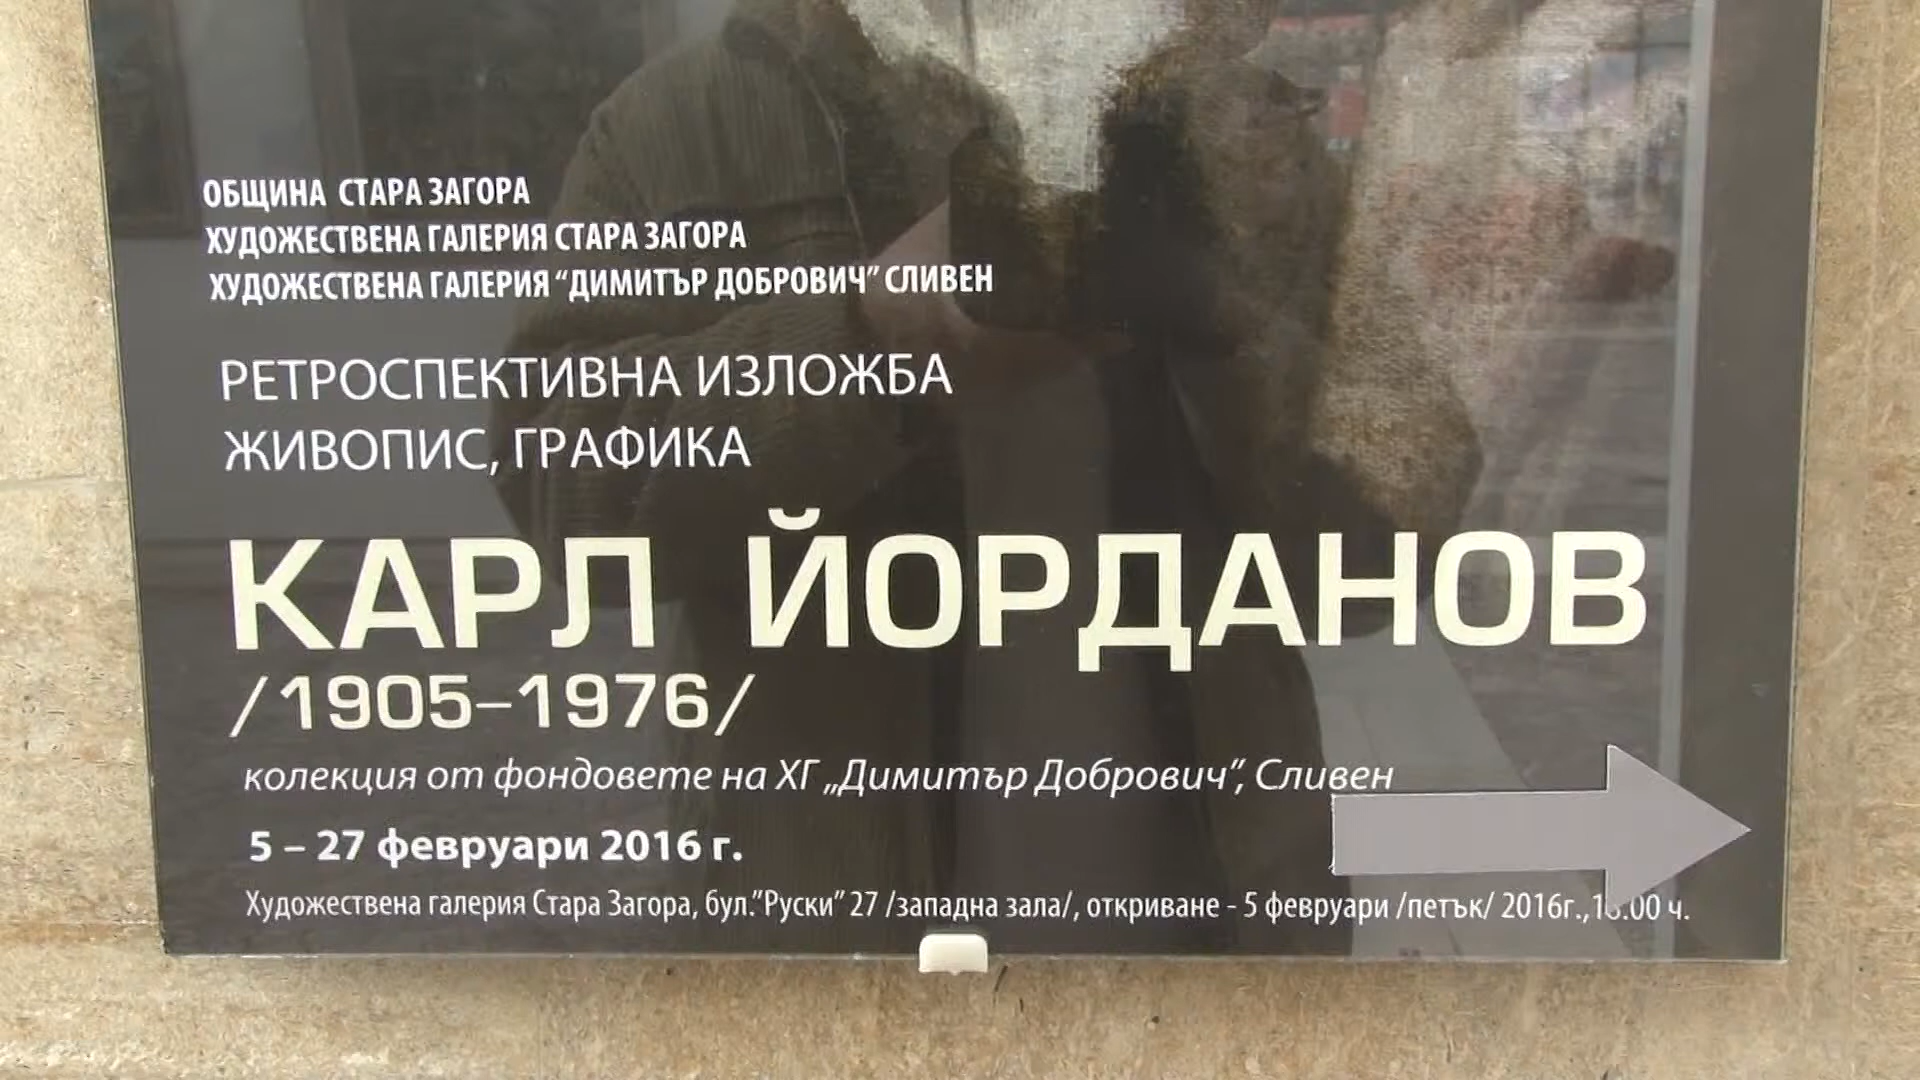 ОБЩИНА СТАРА ЗАГОРА
ХУДОЖЕСТВЕНА ГАЛЕРИЯ СТАРА ЗАГОРА
ХУДОЖЕСТВЕНА ГАЛЕРИЯ “ДИМИТЪР ДОБРОВИЧ” СЛИВЕН
РЕТРОСПЕКТИВНА ИЗЛОЖБА
ЖИВОПИС, ГРАФИКА
КАРЛ ЙОРДАНОВ
/1905–1976/
колекция от фондовете на ХГ „Димитър Добрович”, Сливен
5 – 27 февруари 2016 г.
Художествена галерия Стара Загора, бул.”Руски” 27 /западна зала/, откриване - 5 февруари /петък/ 2016г., ч.